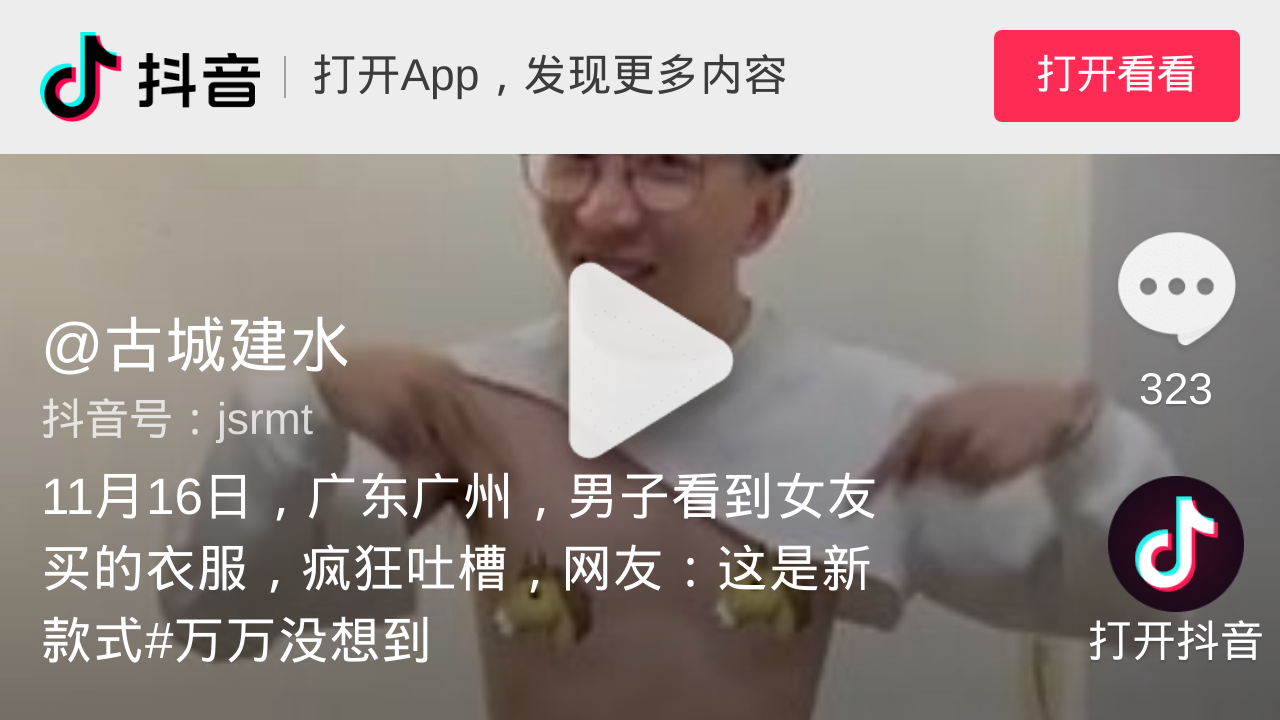 抖音
打开App，发现更多内容
打开看看
@古城建水
抖音号：jsrmt
11月16日，广东广州，男子看到女友
买的衣服，疯狂吐槽，网友：这是新
款式#万万没想到
323
打开抖音